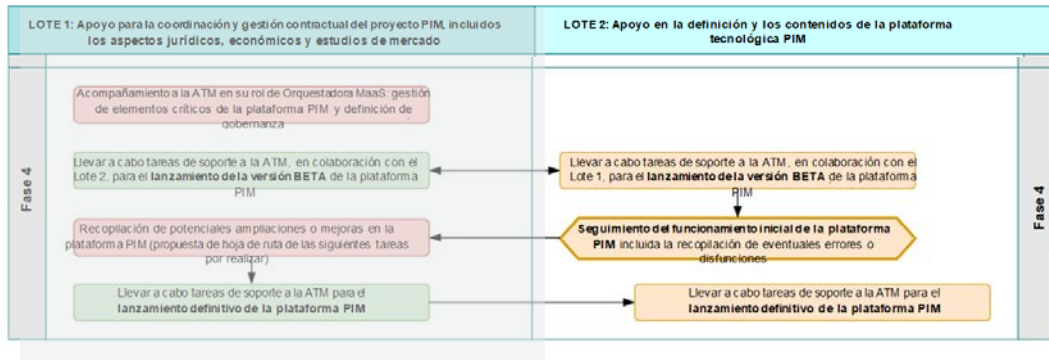 LOTE 1: Apoyo para la coordinación y gestión contractual del proyecto PIM, incluidos
los aspectos jurídicos, económicos y estudios de mercado
LOTE 2: Apoyo en la definición y los contenidos de la plataforma
tecnológica PIM
Fase 4
Acompañamiento a la ATM en su rol de Orquestadora MaaS: gestión
de elementos críticos de la plataforma PIM y definición de
gobernanza
Llevar a cabo tareas de soporte a la ATM, en colaboración con el
Lote 2, para el lanzamiento de la versión BETA de la plataforma
PIM
Llevar a cabo tareas de soporte a la ATM, en colaboración con el
Lote 1, para el lanzamiento de la versión BETA de la plataforma
PIM
Recopilación de potenciales ampliaciones o mejoras en la
plataforma PIM (propuesta de hoja de ruta de las siguientes tareas
por realizar)
Seguimiento del funcionamiento inicial de la plataforma
PIM incluida la recopilación de eventuales errores o
disfunciones
Llevar a cabo tareas de soporte a la ATM para el
lanzamiento definitivo de la plataforma PIM
Llevar a cabo tareas de soporte a la ATM para el
lanzamiento definitivo de la plataforma PIM
Fase 4